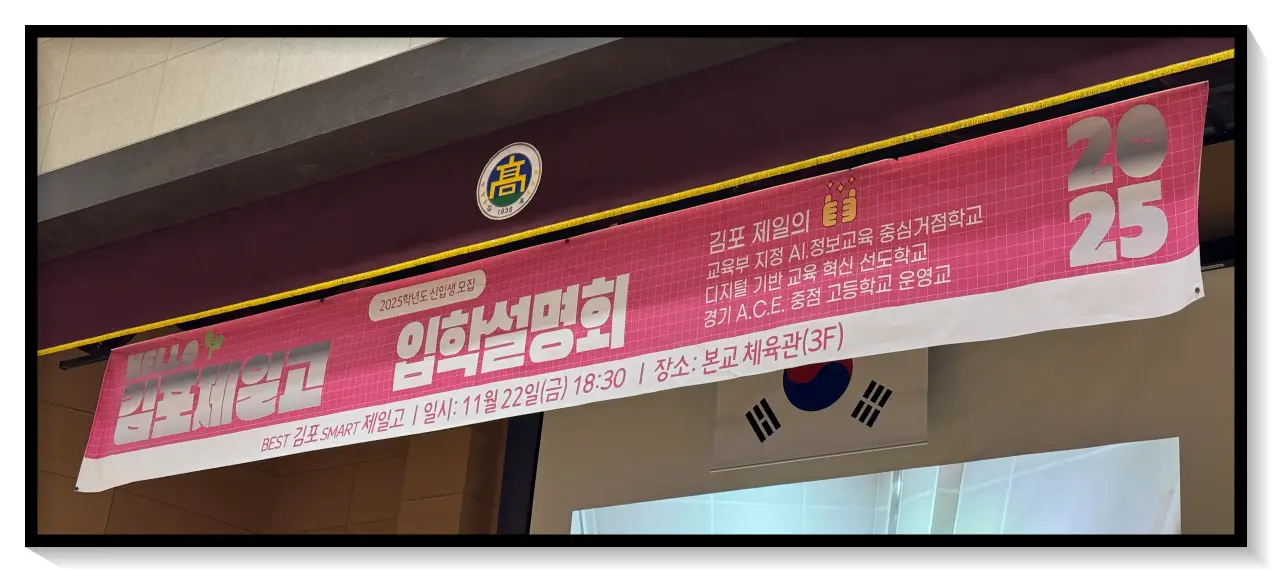 高
1936
HELLO
김포제일고
2025학년도 신입생 모집
입학설명회
김포 제일의
교육부 지정 AI.정보교육 중심거점학교
디지털 기반 교육 혁신 선도학교
경기 A.C.E. 중점 고등학교 운영교
20
25
BEST 김포 SMART 제일고 | 일시: 11월 22일(금) 18:30 | 장소: 본교 체육관(3F)